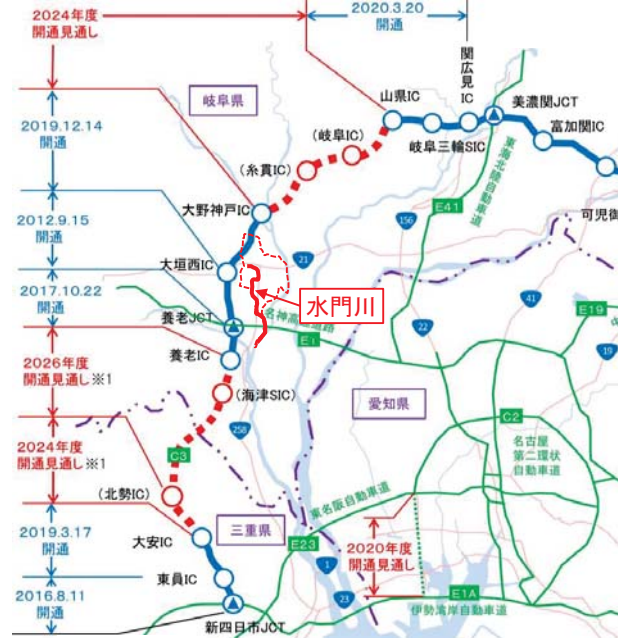 2024年度
開通見通し
2020.3.20
開通
関広見IC
美濃関JCT
山県IC
富加関IC
岐阜県
(岐阜IC)
岐阜三輪SIC
2019.12.14
開通
(糸貫IC)
東海北陸自動車道
大野神戸IC
E41
可児御
156
2012.9.15
開通
大垣西IC
21
水門川
41
2017.10.22
開通
養老JCT
名神高速道路
E1
E19
22
19
養老IC
2026年度
開通見通し※1
(海津SIC)
愛知県
C2
258
名古屋
第二環状
自動車道
2024年度
開通見通し※1
C3
(北勢IC)
東名阪自動車道
三重県
2019.3.17
開通
大安IC
E23
2020年度
開通見通し
1
東員IC
2016.8.11
開通
23
E1A
伊勢湾岸自動車道
新四日市JCT